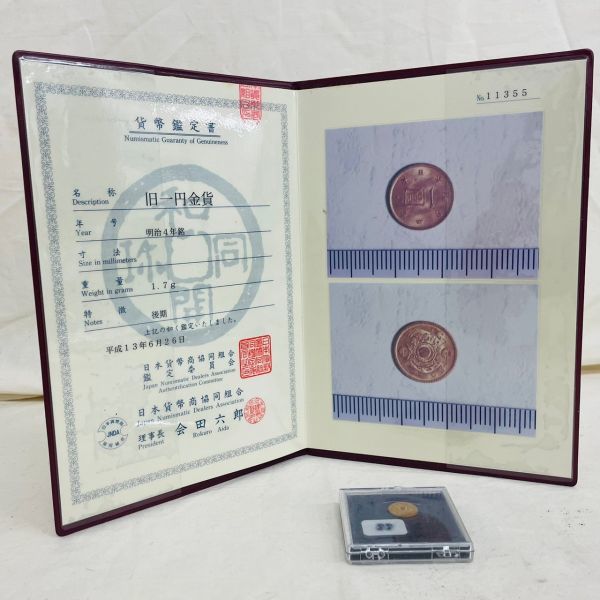 貨幣鑑定書
Numismatic Guaranty of Genuineness
名称 旧一円金貨
Description
年号 明治4年銘
Year
寸法
Size in millimeters
重量 1.7g
Weight in grams
特徴 後期
Notes
上記の如く鑑定いたしました。
平成13年6月26日
日本貨幣商協同組合
鑑定委員会
Japan Numismatic Dealers Association
Authentification Committee
日本貨幣商協同組合
Japan Numismatic Dealers Association
理事長 会田六郎
President Rokuro Aida
JNDA
和同開珎
No.11355